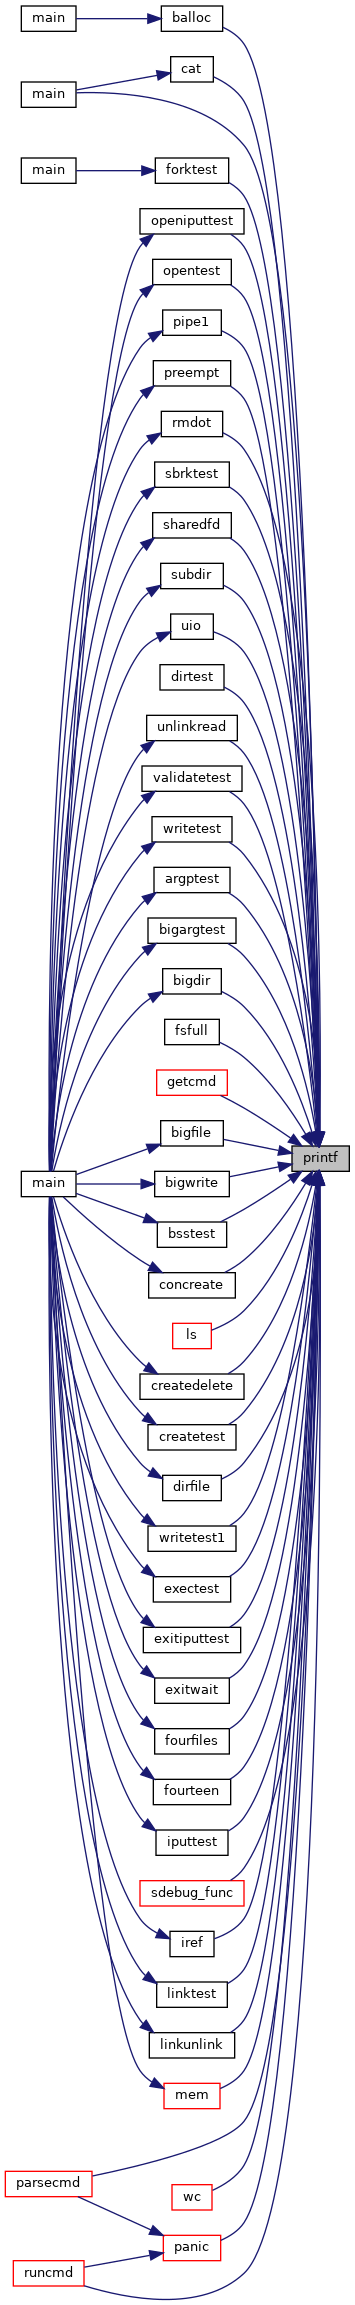 main
balloc
cat
main
main
forktest
openiputtest
opentest
pipe1
preempt
rmdot
sbrktest
sharedfd
subdir
uio
dirtest
unlinkread
validatetest
writetest
argptest
bigargtest
bigdir
fsfull
getcmd
bigfile
printf
main
bigwrite
bsstest
concreate
ls
createdelete
createtest
dirfile
writetest1
exectest
exitiputtest
exitwait
fourfiles
fourteen
iputtest
sdebug_func
iref
linktest
linkunlink
mem
parsecmd
wc
panic
runcmd